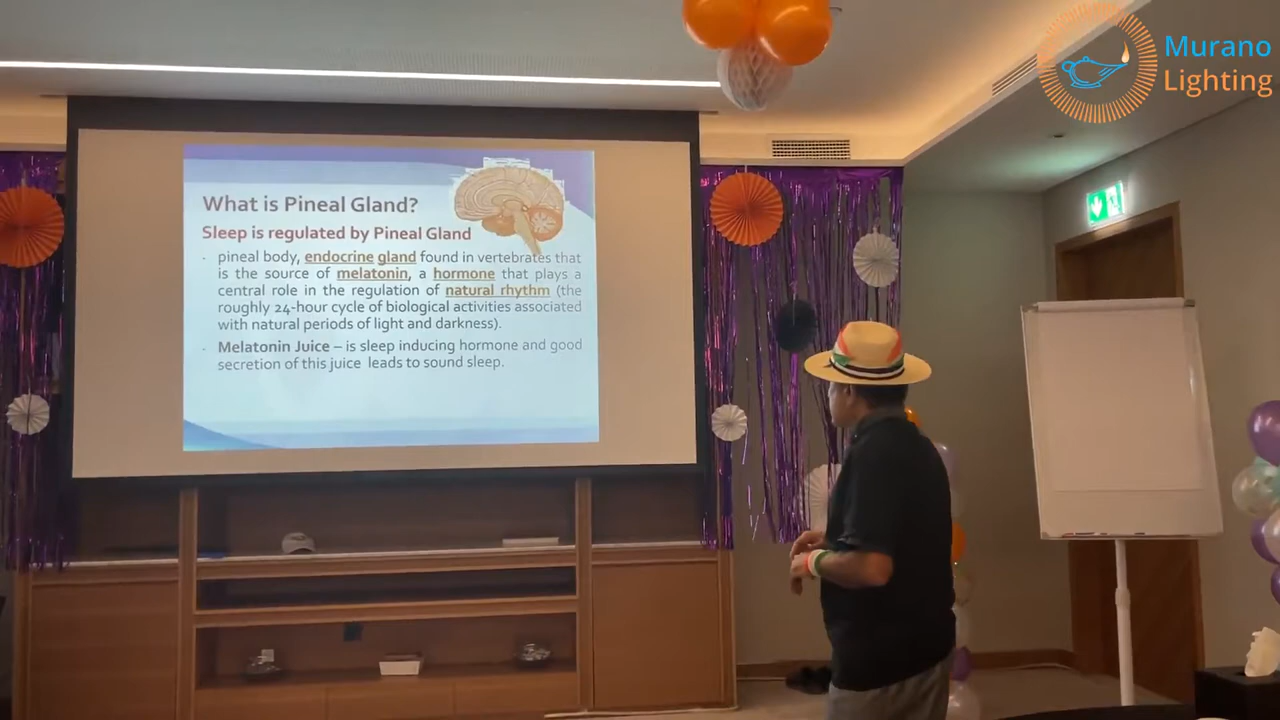 Murano
Lighting
What is Pineal Gland?
Sleep is regulated by Pineal Gland
pineal body, endocrine gland found in vertebrates that
is the source of melatonin, a hormone that plays a
central role in the regulation of natural rhythm (the
roughly 24-hour cycle of biological activities associated
with natural periods of light and darkness).
Melatonin Juice – is sleep inducing hormone and good
secretion of this juice leads to sound sleep.